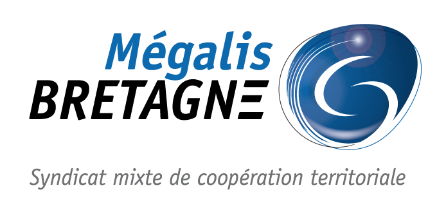 Mégalis
BRETAGNE
Syndicat mixte de coopération territoriale